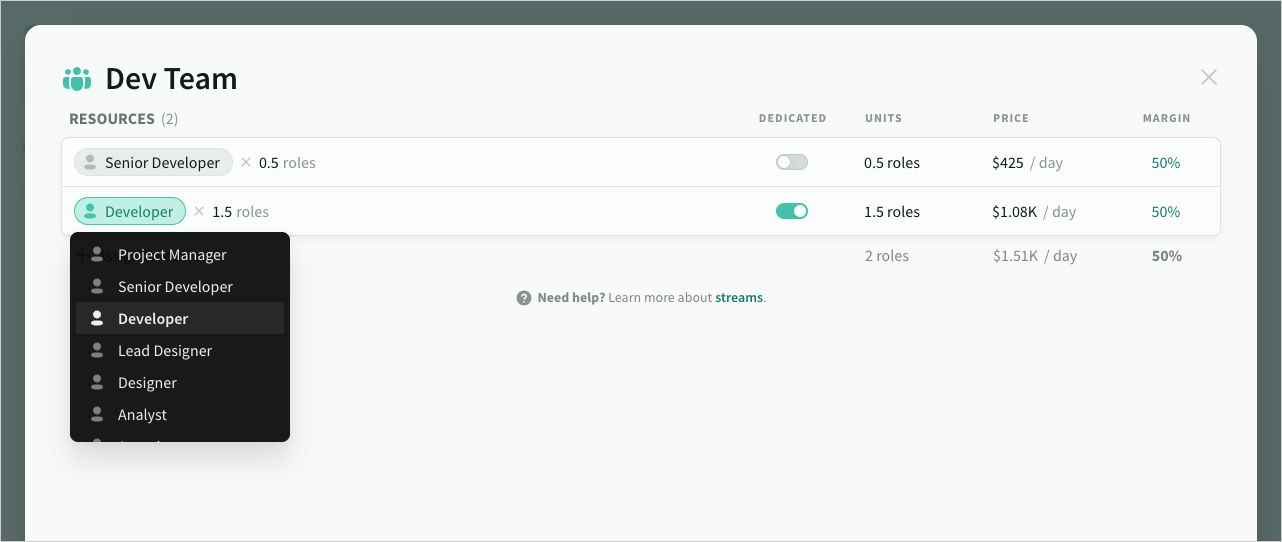 Dev Team
RESOURCES (2) DEDICATED UNITS PRICE MARGIN
Senior Developer × 0.5 roles 0.5 roles $425 / day 50%
Developer × 1.5 roles 1.5 roles $1.08K / day 50%
2 roles $1.51K / day 50%
Project Manager
Senior Developer
Developer
Lead Designer
Designer
Analyst
? Need help? Learn more about streams.